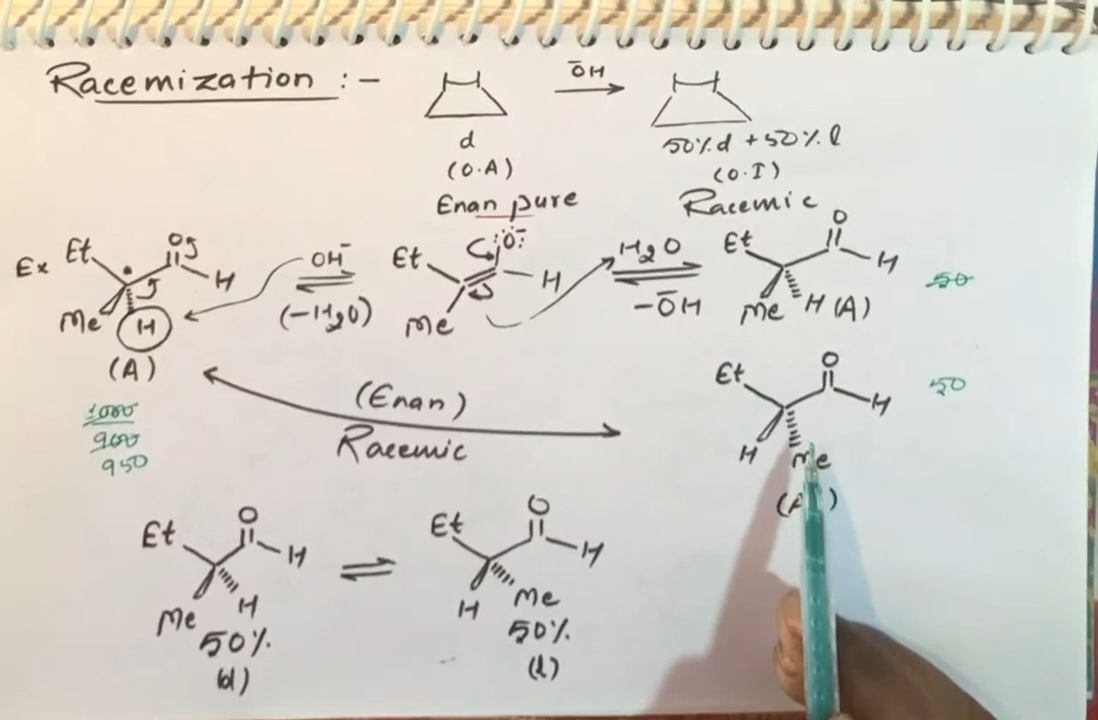 Racemization :-
O̅H
d
50%d + 50%l
(O.A)
(O.I)
Enan pure
Racemic
Ex
Et
O
H
Me
H
(A)
OH⁻
(-H₂O)
Et
:O:⁻
H
Me
H₂O
-O̅H
Et
O
H
Me
H (A)
50
1000
900
950
(Enan)
Racemic
Et
O
H
H
Me
50
Et
O
H
Me
H
50%
(d)
Et
O
H
H
Me
50%
(l)